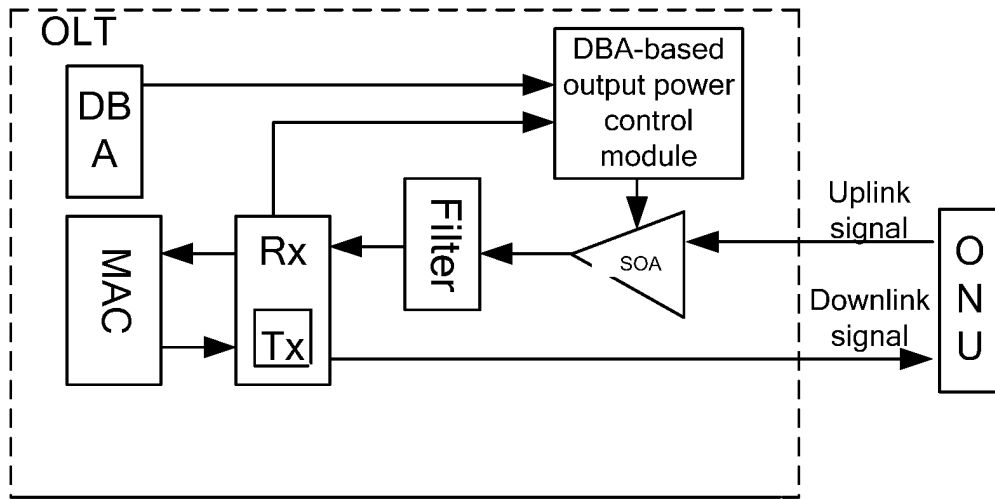 OLT
DB
A
DBA-based
output power
control
module
MAC
Rx
Tx
Filter
SOA
Uplink
signal
Downlink
signal
O
N
U